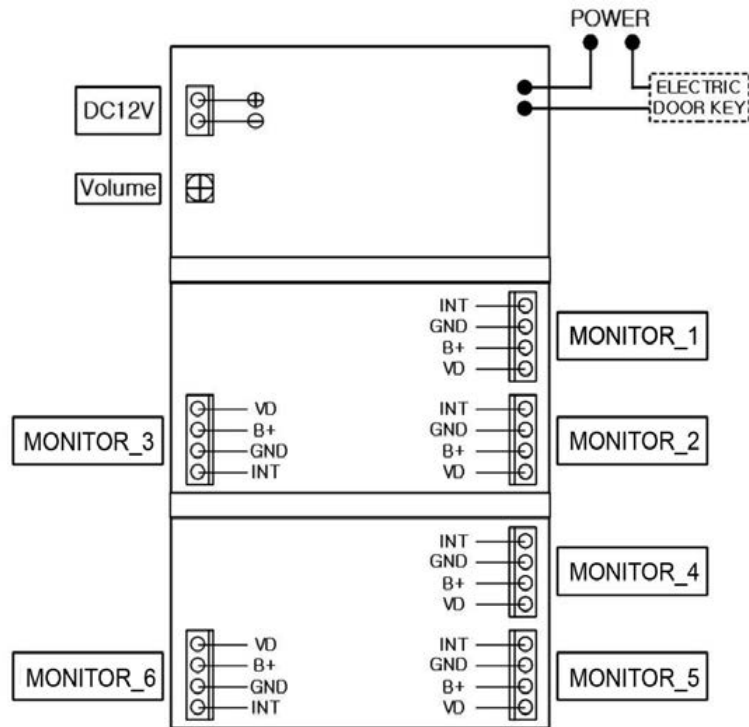 POWER
DC12V
ELECTRIC
DOOR KEY
Volume
INT
GND
B+
VD
MONITOR_1
MONITOR_3
VD
B+
GND
INT
INT
GND
B+
VD
MONITOR_2
INT
GND
B+
VD
MONITOR_4
MONITOR_6
VD
B+
GND
INT
INT
GND
B+
VD
MONITOR_5